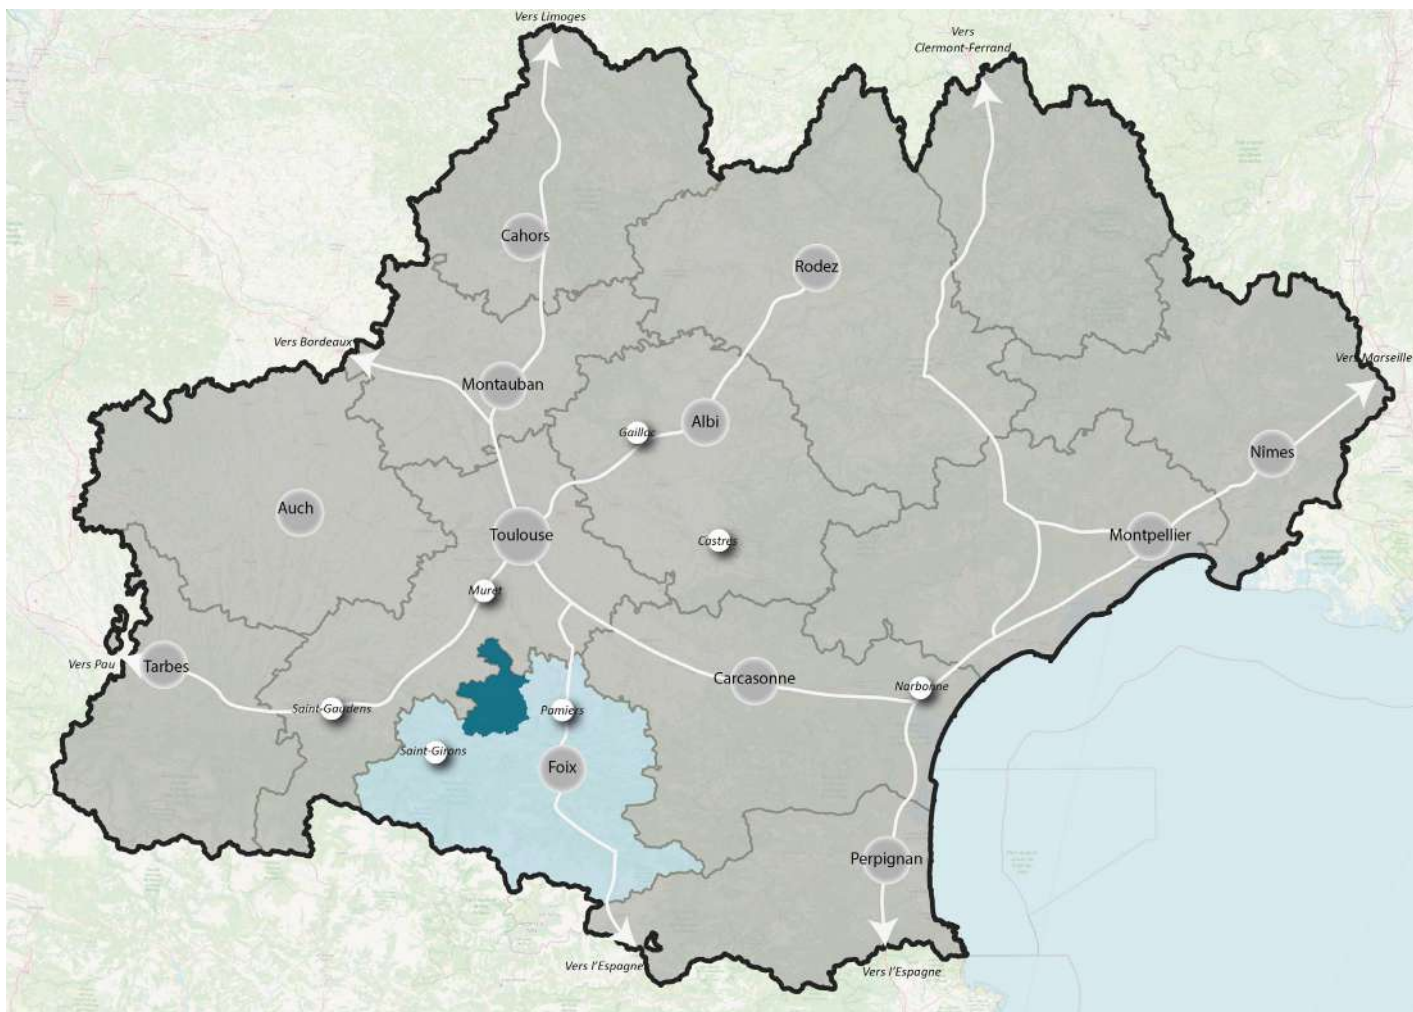 Vers Limoges
Vers
Clermont-Ferrand
Cahors
Rodez
Vers Bordeaux
Vers Marseille
Montauban
Gaillac
Albi
Nîmes
Auch
Toulouse
Castres
Montpellier
Muret
Vers Pau
Tarbes
Carcasonne
Narbonne
Saint-Gaudens
Pamiers
Saint-Girons
Foix
Perpignan
Vers l'Espagne
Vers l'Espagne